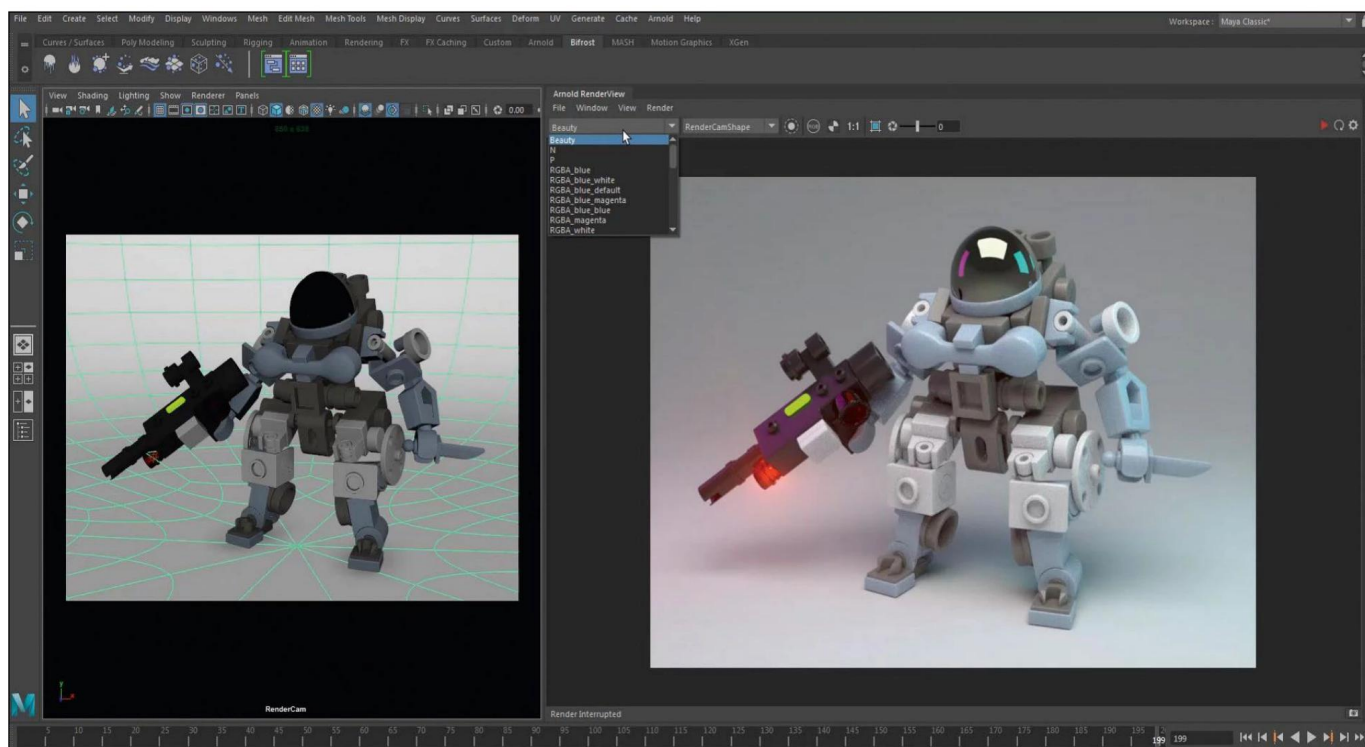 File Edit Create Select Modify Display Windows Mesh Edit Mesh Mesh Tools Mesh Display Curves Surfaces Deform UV Generate Cache Arnold Help
Workspace: Maya Classic*
Curves / Surfaces Poly Modeling Sculpting Rigging Animation Rendering FX FX Caching Custom Arnold Bifrost MASH Motion Graphics XGen
View Shading Lighting Show Renderer Panels
0.00
RenderCam
Arnold RenderView
File Window View Render
Beauty RenderCamShape 1:1 0
Beauty
N
P
RGBA_blue
RGBA_blue_white
RGBA_blue_default
RGBA_blue_magenta
RGBA_blue_blue
RGBA_magenta
RGBA_white
Render Interrupted
5 10 15 20 25 30 35 40 45 50 55 60 65 70 75 80 85 90 95 100 105 110 115 120 125 130 135 140 145 150 155 160 165 170 175 180 185 190 195 199 199